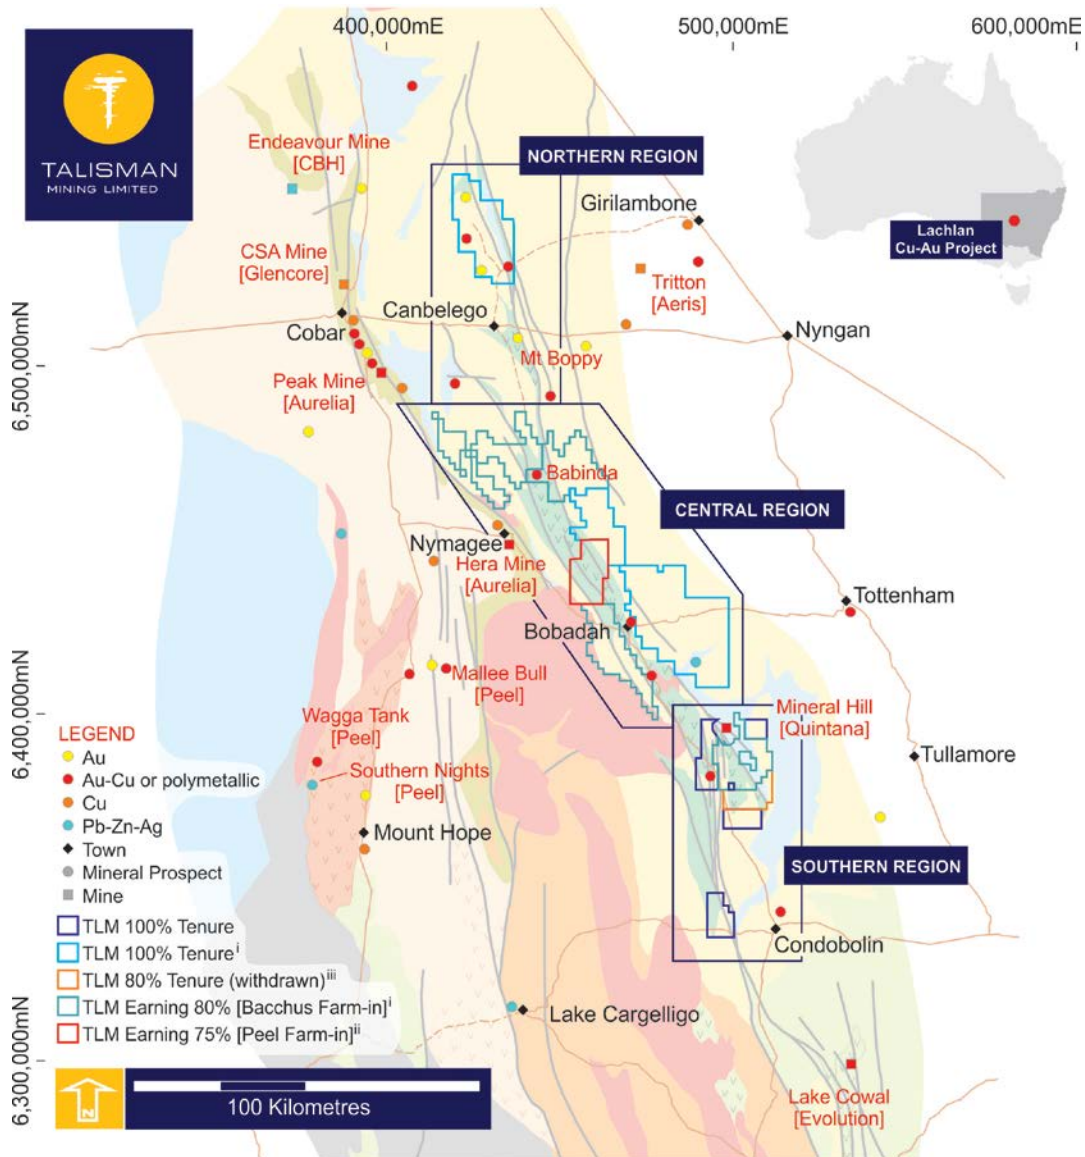 400,000mE
500,000mE
600,000mE
TALISMAN
MINING LIMITED
Endeavour Mine
[CBH]
NORTHERN REGION
Girilambone
Lachlan
Cu-Au Project
CSA Mine
[Glencore]
Tritton
[Aeris]
Canbelego
Cobar
Nyngan
Mt Boppy
6,500,000mN
Peak Mine
[Aurelia]
Babinda
CENTRAL REGION
Nymagee
Hera Mine
[Aurelia]
Tottenham
Bobadah
Mallee Bull
[Peel]
6,400,000mN
Wagga Tank
[Peel]
Mineral Hill
[Quintana]
Tullamore
Southern Nights
[Peel]
Mount Hope
SOUTHERN REGION
Condobolin
LEGEND
Au
Au-Cu or polymetallic
Cu
Pb-Zn-Ag
Town
Mineral Prospect
Mine
TLM 100% Tenure
TLM 100% Tenure i
TLM 80% Tenure (withdrawn) iii
TLM Earning 80% [Bacchus Farm-in] i
TLM Earning 75% [Peel Farm-in] ii
Lake Cargelligo
6,300,000mN
Lake Cowal
[Evolution]
N
100 Kilometres